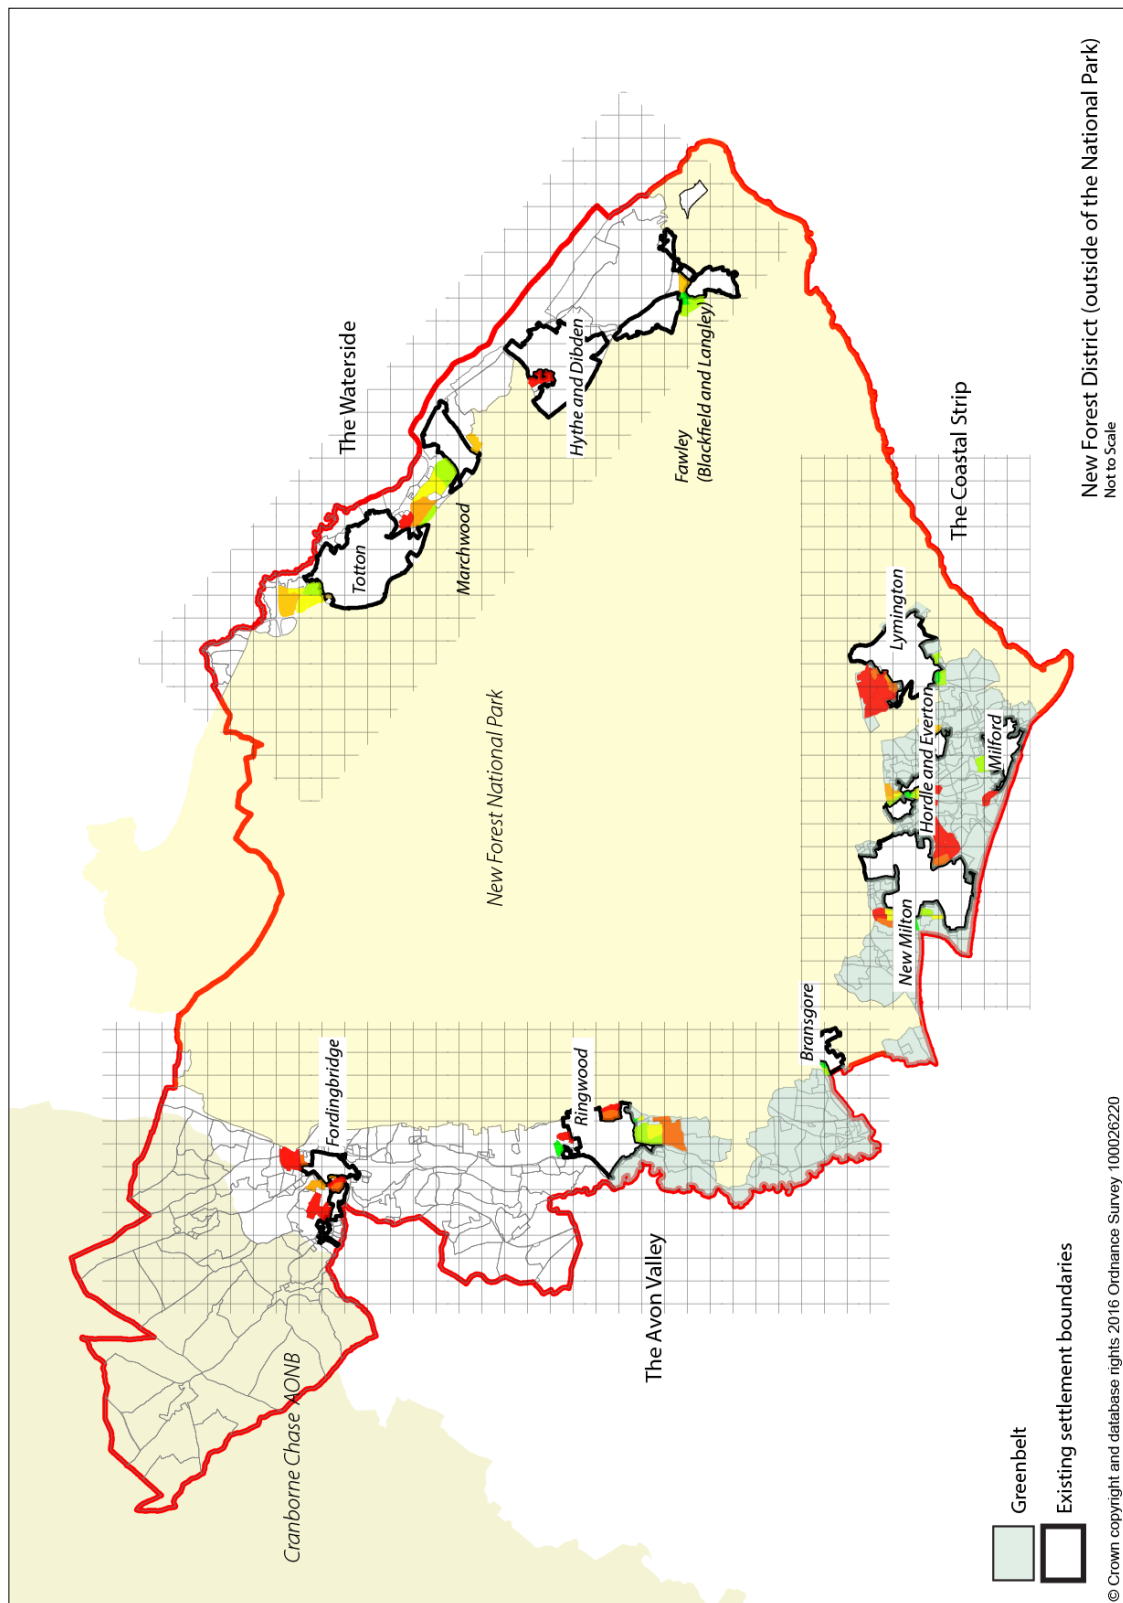 Cranborne Chase AONB
Fordingbridge
The Avon Valley
Ringwood
Bransgore
New Forest National Park
New Milton
Hordle and Everton
Milford
Lymington
The Coastal Strip
Totton
Marchwood
The Waterside
Hythe and Dibden
Fawley
(Blackfield and Langley)
New Forest District (outside of the National Park)
Not to Scale
Greenbelt
Existing settlement boundaries
© Crown copyright and database rights 2016 Ordnance Survey 100026220